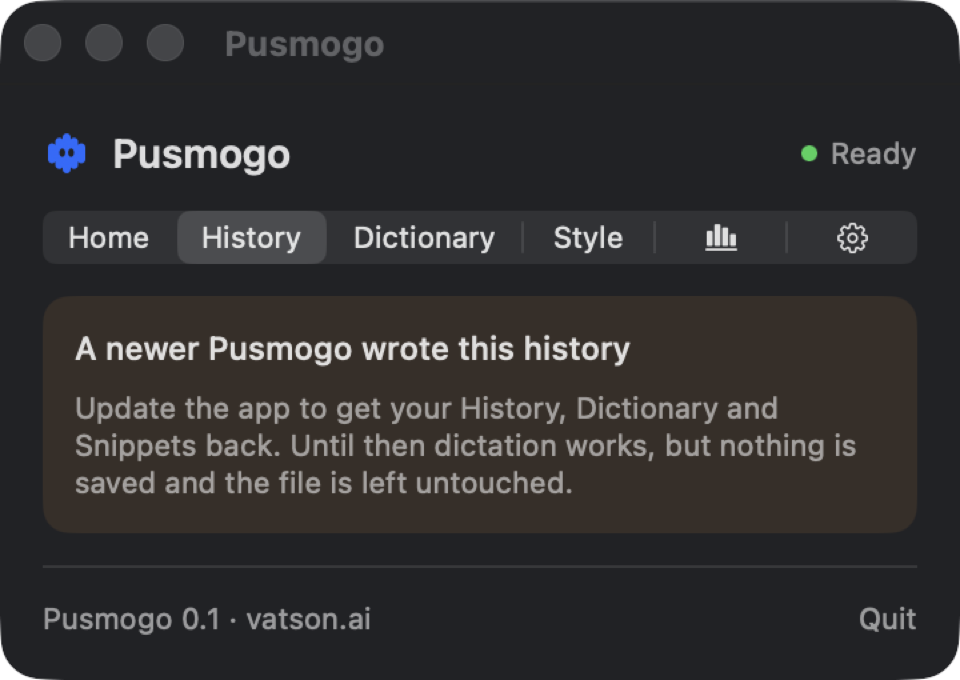 Pusmogo
Pusmogo
Ready
Home History Dictionary Style
A newer Pusmogo wrote this history
Update the app to get your History, Dictionary and
Snippets back. Until then dictation works, but nothing is
saved and the file is left untouched.
Pusmogo 0.1 · vatson.ai
Quit